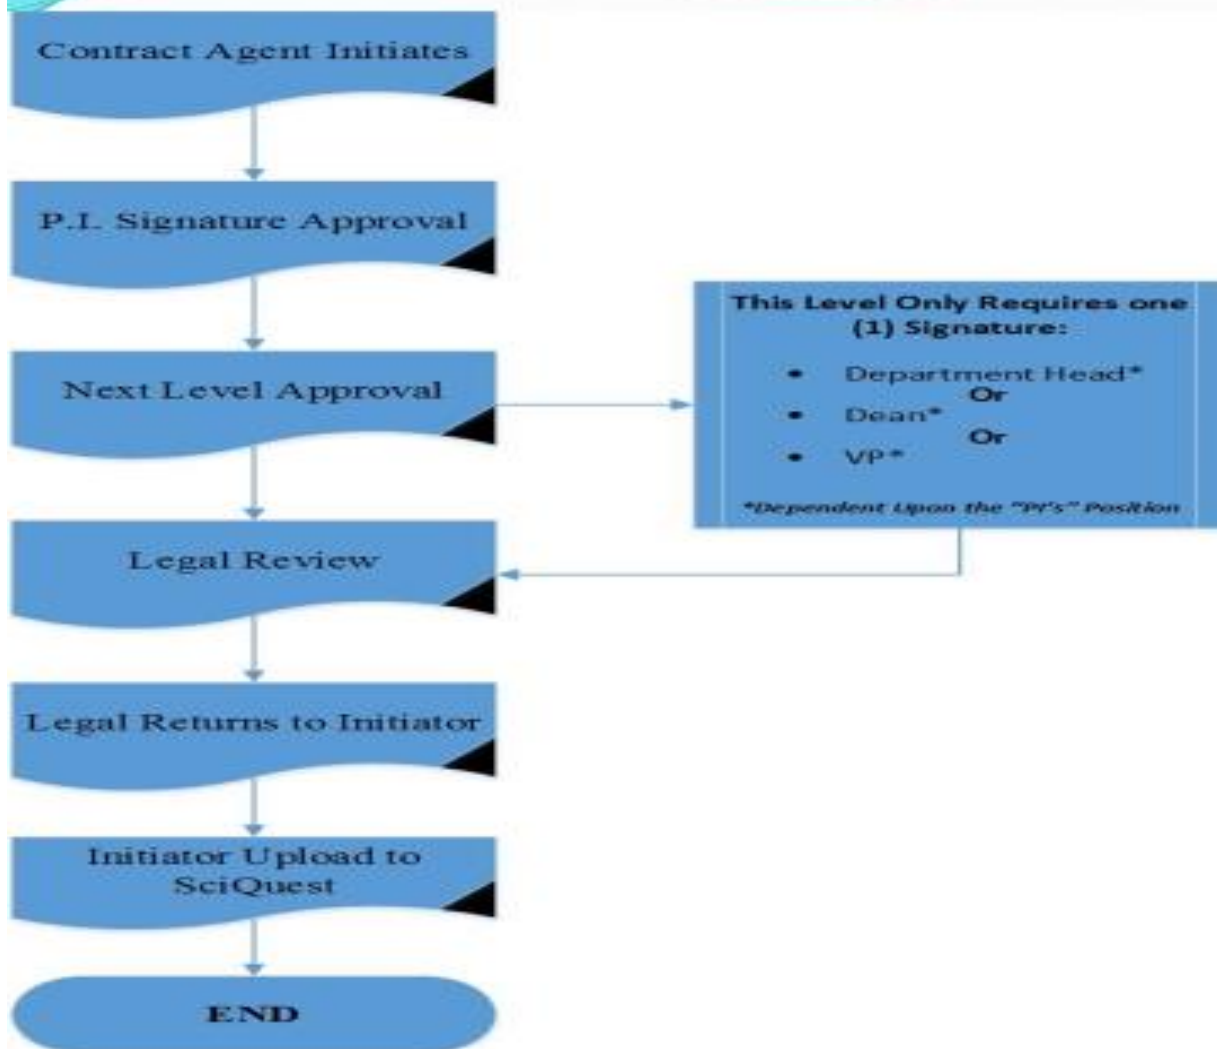 Contract Agent Initiates
P.I. Signature Approval
Next Level Approval
This Level Only Requires one
(1) Signature:
• Department Head*
Or
• Dean*
Or
• VP*
*Dependent Upon the "PI's" Position
Legal Review
Legal Returns to Initiator
Initiator Upload to
SciQuest
END